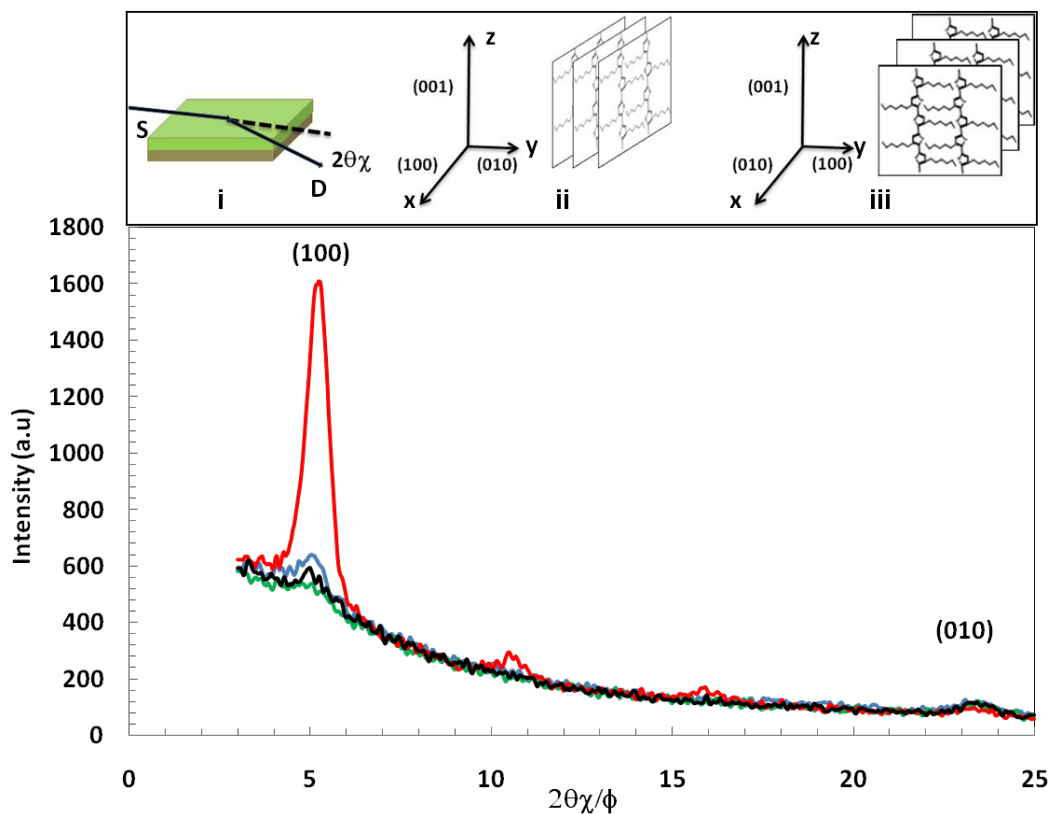 S
2θχ
D
i
z
(001)
(100)
(010)
y
x
ii
z
(001)
(010)
(100)
y
x
iii
1800
1600
1400
1200
1000
800
600
400
200
0
Intensity (a.u)
(100)
(010)
0
5
10
15
20
25
2θχ/ϕ